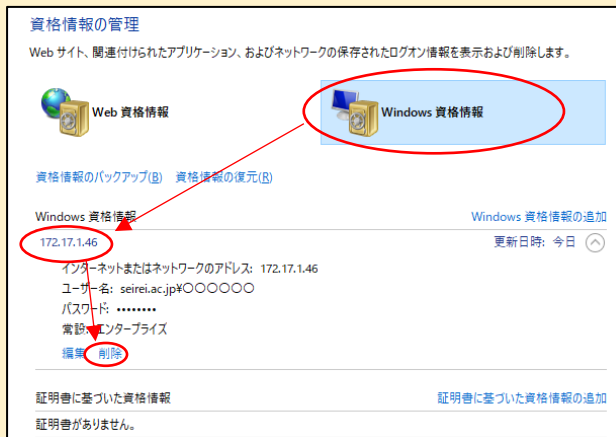 資格情報の管理
Web サイト、関連付けられたアプリケーション、およびネットワークの保存されたログオン情報を表示および削除します。
Web 資格情報 Windows 資格情報
資格情報のバックアップ(B) 資格情報の復元(R)
Windows 資格情報 Windows 資格情報の追加
172.17.1.46 更新日時: 今日
インターネットまたはネットワークのアドレス: 172.17.1.46
ユーザー名: seirei.ac.jp¥〇〇〇〇〇〇
パスワード: ••••••••
常設: エンタープライズ
編集 削除
証明書に基づいた資格情報 証明書に基づいた資格情報の追加
証明書がありません。